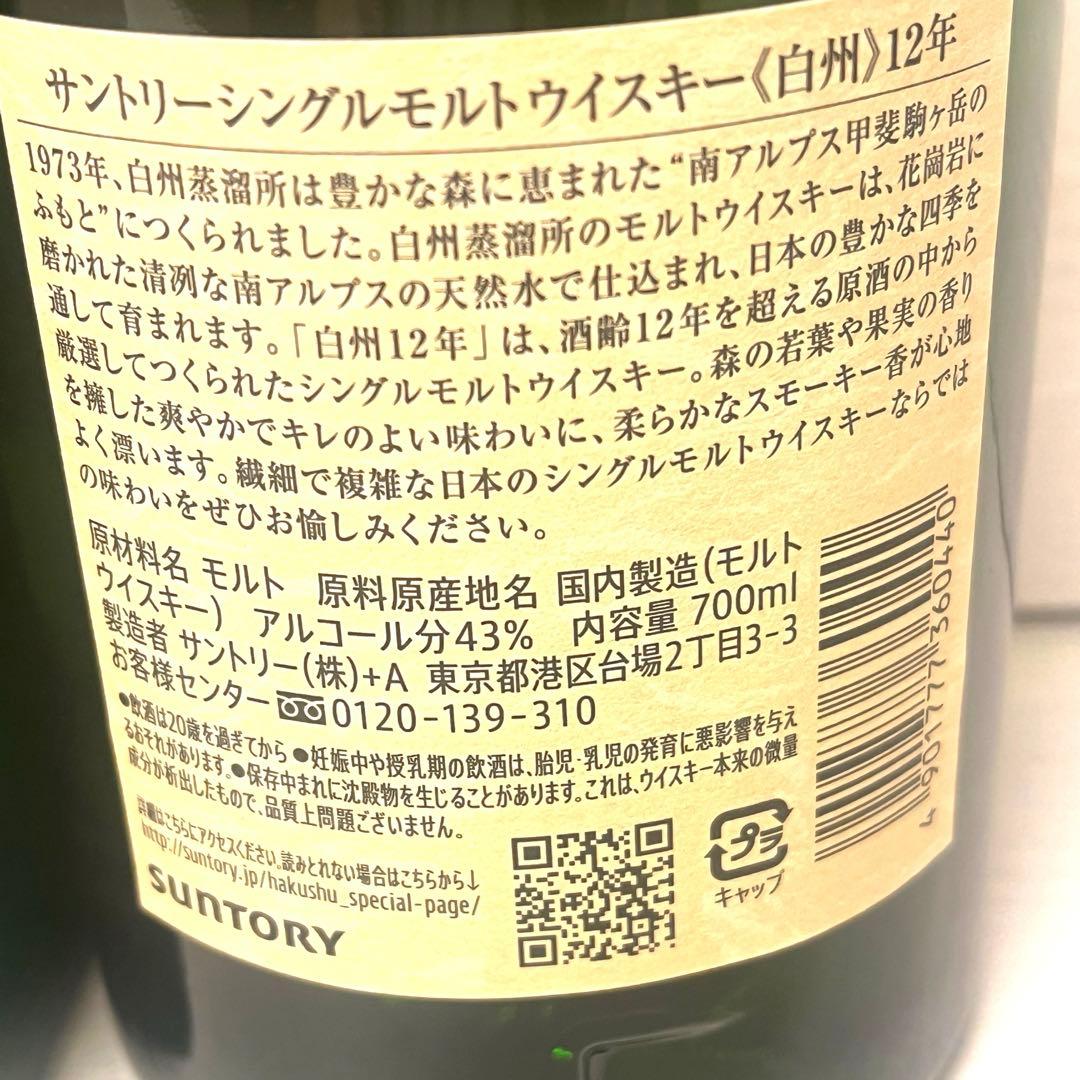 サントリーシングルモルトウイスキー《白州》12年
1973年、白州蒸溜所は豊かな森に恵まれた“南アルプス甲斐駒ヶ岳の
ふもと”につくられました。白州蒸溜所のモルトウイスキーは、花崗岩に
磨かれた清冽な南アルプスの天然水で仕込まれ、日本の豊かな四季を
通して育まれます。「白州12年」は、酒齢12年を超える原酒の中から
厳選してつくられたシングルモルトウイスキー。森の若葉や果実の香り
を擁した爽やかでキレのよい味わいに、柔らかなスモーキー香が心地
よく漂います。繊細で複雑な日本のシングルモルトウイスキーならでは
の味わいをぜひお愉しみください。
原材料名 モルト 原料原産地名 国内製造(モルト
ウイスキー) アルコール分43% 内容量 700ml
製造者 サントリー(株)+A 東京都港区台場2丁目3-3
お客様センター 0120-139-310
●飲酒は20歳を過ぎてから ●妊娠中や授乳期の飲酒は、胎児・乳児の発育に悪影響を与え
るおそれがあります。●保存中まれに沈殿物を生じることがあります。これは、ウイスキー本来の微量
成分が析出したもので、品質上問題ございません。
詳細はこちらにアクセスください。読みとれない場合はこちらから↓
http://suntory.jp/hakushu_special-page/
SUNTORY
プラ
キャップ
4 901777 360440